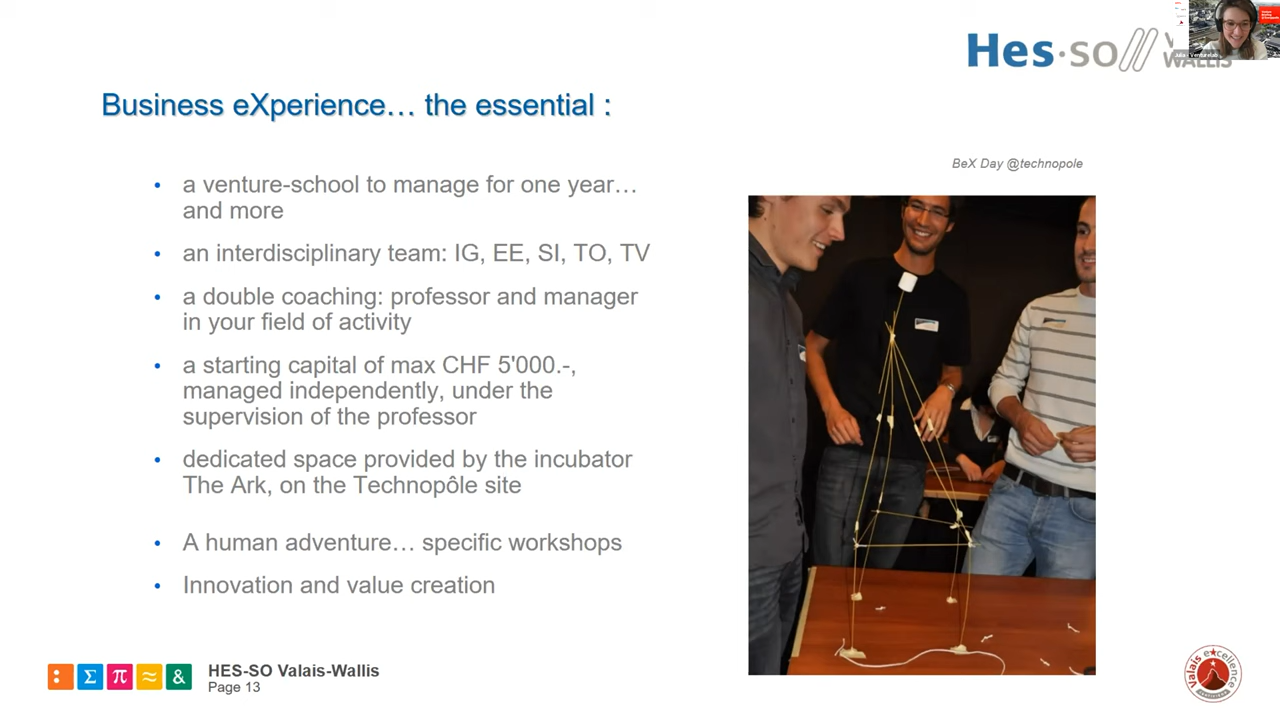 Hes·so
WALLIS
Business eXperience… the essential :
BeX Day @technopole
• a venture-school to manage for one year…
and more
• an interdisciplinary team: IG, EE, SI, TO, TV
• a double coaching: professor and manager
in your field of activity
• a starting capital of max CHF 5'000.-,
managed independently, under the
supervision of the professor
• dedicated space provided by the incubator
The Ark, on the Technopôle site
• A human adventure… specific workshops
• Innovation and value creation
: Σ π ≈ &
HES-SO Valais-Wallis
Page 13
Valais excellence